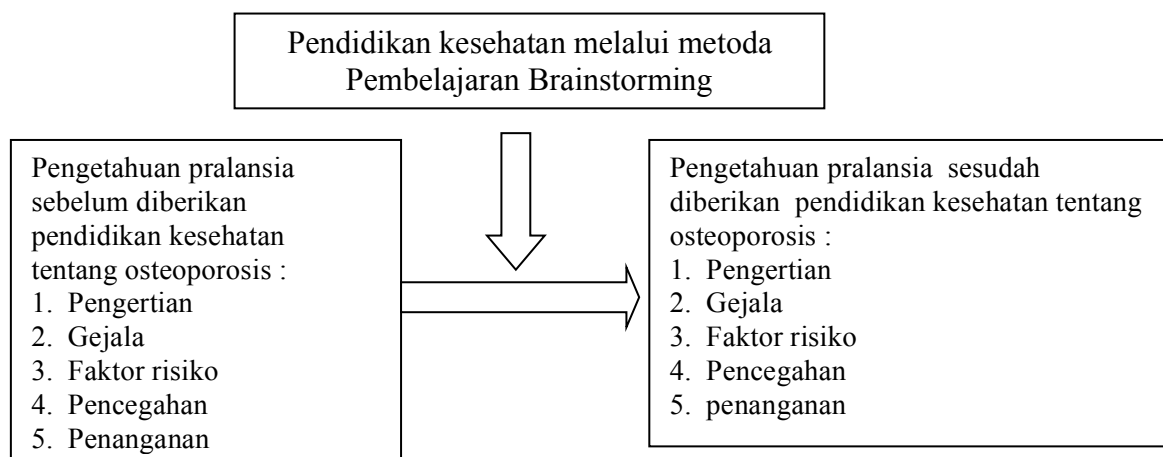 Pendidikan kesehatan melalui metoda
Pembelajaran Brainstorming
Pengetahuan pralansia
sebelum diberikan
pendidikan kesehatan
tentang osteoporosis :
1. Pengertian
2. Gejala
3. Faktor risiko
4. Pencegahan
5. Penanganan
Pengetahuan pralansia sesudah
diberikan pendidikan kesehatan tentang
osteoporosis :
1. Pengertian
2. Gejala
3. Faktor risiko
4. Pencegahan
5. penanganan